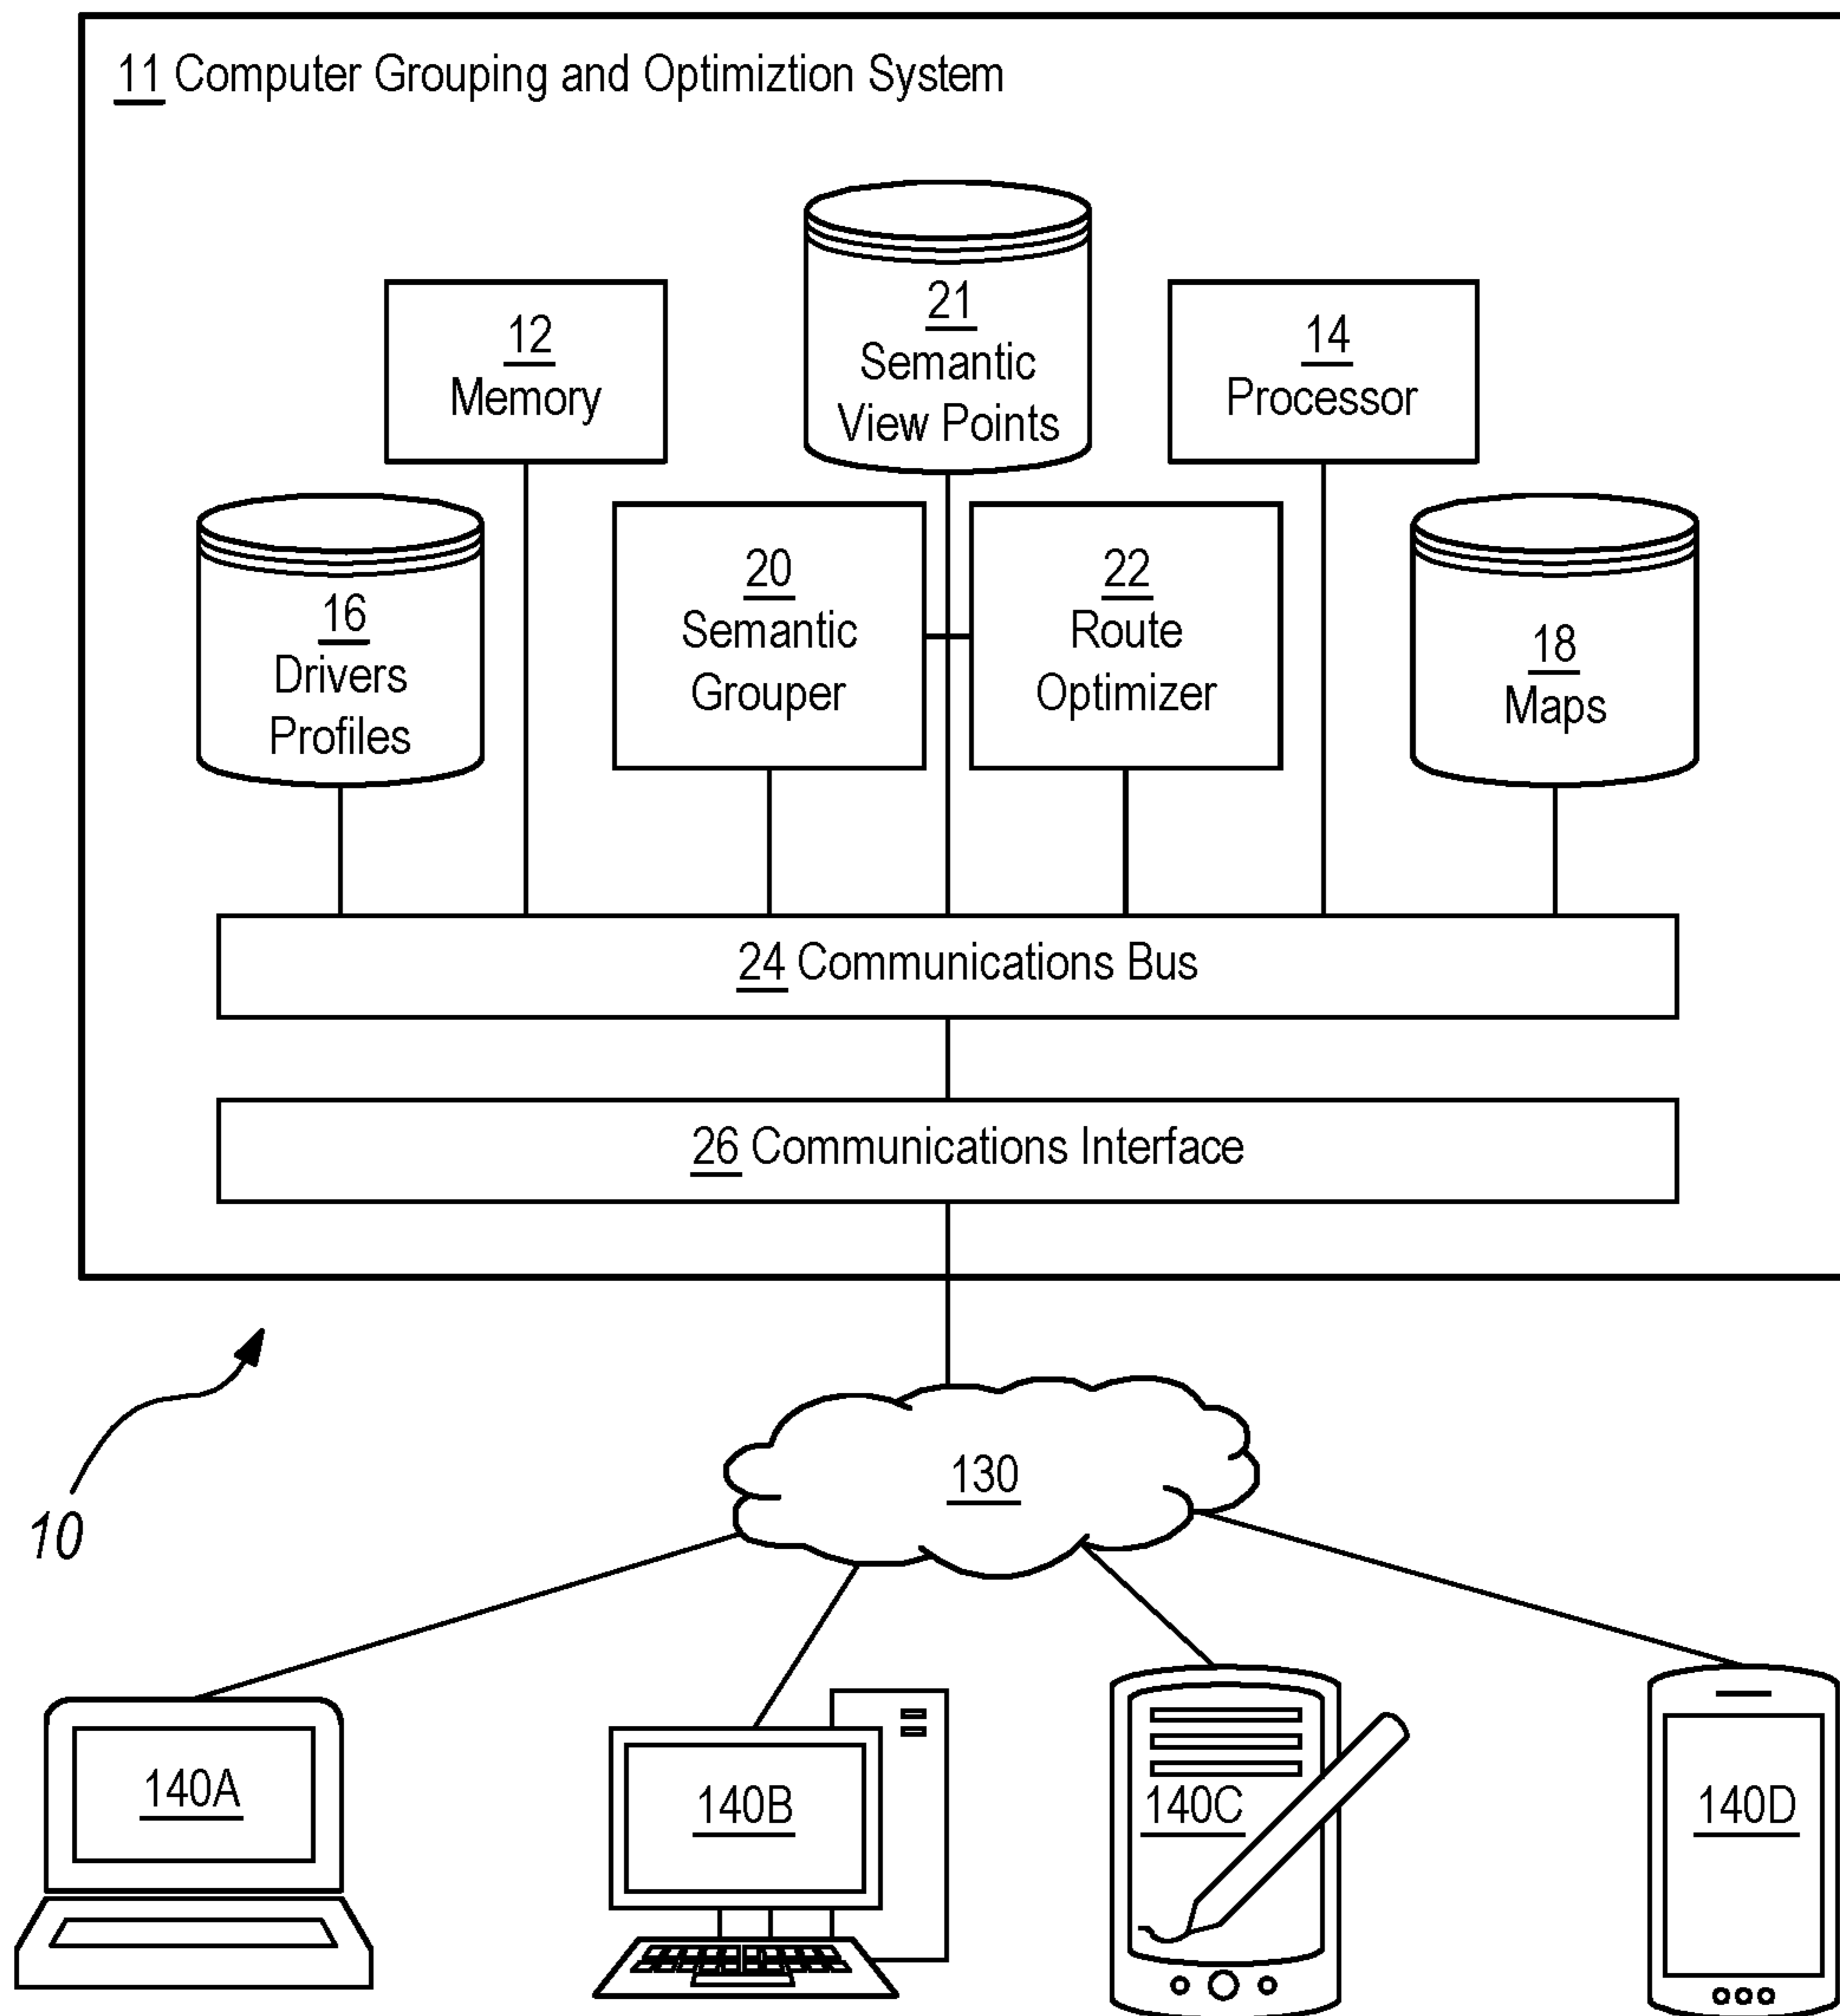 11 Computer Grouping and Optimiztion System
21
Semantic
View Points
12
Memory
14
Processor
16
Drivers
Profiles
20
Semantic
Grouper
22
Route
Optimizer
18
Maps
24 Communications Bus
26 Communications Interface
130
10
140A
140B
140C
140D